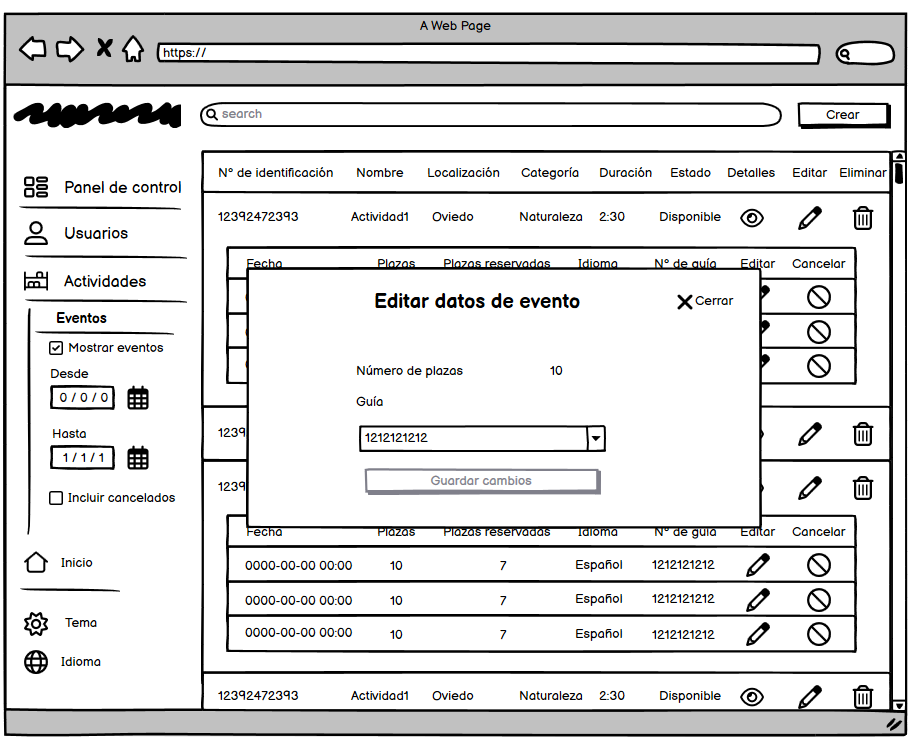 A Web Page
https://
search
Crear
Nº de identificación Nombre Localización Categoría Duración Estado Detalles Editar Eliminar
Panel de control
Usuarios
Actividades
Eventos
Mostrar eventos
Desde
0 / 0 / 0
Hasta
1 / 1 / 1
Incluir cancelados
Inicio
Tema
Idioma
12392472393 Actividad1 Oviedo Naturaleza 2:30 Disponible
Fecha Plazas Plazas reservadas Idioma Nº de guía Editar Cancelar
Editar datos de evento
Cerrar
Número de plazas 10
Guía
1212121212
Guardar cambios
1239
1239
Fecha Plazas Plazas reservadas Idioma Nº de guía Editar Cancelar
0000-00-00 00:00 10 7 Español 1212121212
0000-00-00 00:00 10 7 Español 1212121212
0000-00-00 00:00 10 7 Español 1212121212
12392472393 Actividad1 Oviedo Naturaleza 2:30 Disponible